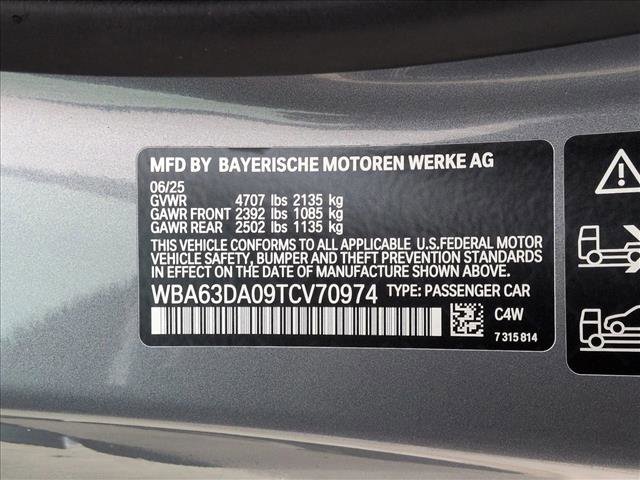 MFD BY BAYERISCHE MOTOREN WERKE AG
06/25
GVWR 4707 lbs 2135 kg
GAWR FRONT 2392 lbs 1085 kg
GAWR REAR 2502 lbs 1135 kg
THIS VEHICLE CONFORMS TO ALL APPLICABLE U.S.FEDERAL MOTOR
VEHICLE SAFETY, BUMPER AND THEFT PREVENTION STANDARDS
IN EFFECT ON THE DATE OF MANUFACTURE SHOWN ABOVE.
WBA63DA09TCV70974 TYPE: PASSENGER CAR
C4W
7 315 814